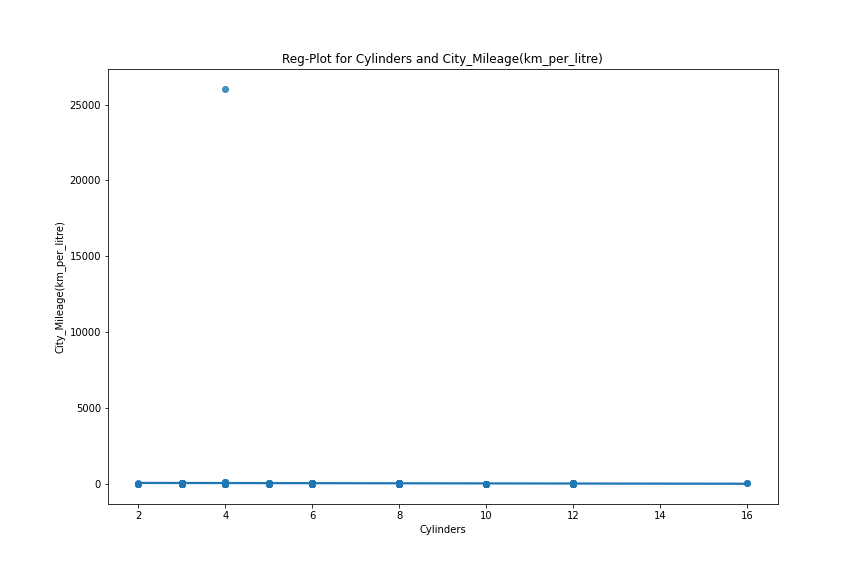 Reg-Plot for Cylinders and City_Mileage(km_per_litre)
25000
20000
15000
10000
5000
0
City_Mileage(km_per_litre)
2 4 6 8 10 12 14 16
Cylinders